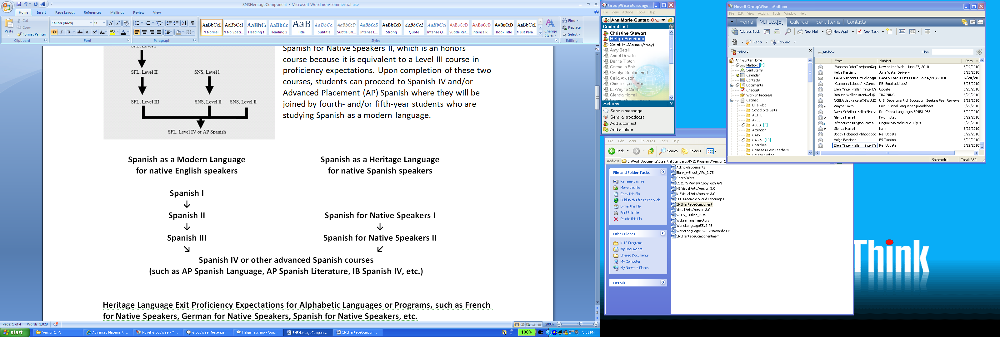 SNSHeritageComponent - Microsoft Word non-commercial use
Home Insert Page Layout References Mailings Review View
Paste
Cut
Copy
Format Painter
Clipboard
Calibri (Body) 11
Font
Paragraph
AaBbCcI ¶ Normal
AaBbCcI ¶ No Spaci...
AaBbC Heading 1
AaBbCc Heading 2
AaB Title
AaBbCc. Subtitle
AaBbCcD Subtle Em...
AaBbCcD Intense E...
AaBbCcD Strong
AaBbCcL Quote
AaBbCcL Intense Q...
AABBCCD Subtle Ref...
AABBCCD Intense R...
AABBCCD Book Title
AaBbCcI ¶ List Para...
Change Styles
Styles
Find
Replace
Select
Editing
SFL, Level I
SFL, Level II SNS, Level I
SFL, Level III SNS, Level II SNS, Level II
SFL, Level IV or AP Spanish
Spanish for Native Speakers II, which is an honors
course because it is equivalent to a Level III course in
proficiency expectations. Upon completion of these two
courses, students can proceed to Spanish IV and/or
Advanced Placement (AP) Spanish where they will be
joined by fourth- and/or fifth-year students who are
studying Spanish as a modern language.
Spanish as a Modern Language Spanish as a Heritage Language
for native English speakers for native Spanish speakers
Spanish I
↓
Spanish II Spanish for Native Speakers I
↓ ↓
Spanish III Spanish for Native Speakers II
↘ ↙
Spanish IV or other advanced Spanish courses
(such as AP Spanish Language, AP Spanish Literature, IB Spanish IV, etc.)
Heritage Language Exit Proficiency Expectations for Alphabetic Languages or Programs, such as French
for Native Speakers, German for Native Speakers, Spanish for Native Speakers, etc.
Page: 1 of 4 Words: 1,028 200%
start
Version 2.75
Advanced Placement ...
Novell GroupWise - M...
GroupWise Messenger
Helga Fasciano - Con...
SNSHeritageCompon...
SNSHeritageCompon...
100%
5:31 PM
GroupWise Messenger
File View Actions Tools Help
Ann Marie Gunter: On...
Contact List
Christine Stewart
Helga Fasciano
Sarah McManus (Away)
Amy Betsill
Angel Dowden
Benita Tipton
Carmella Fair
Carolyn Southerland
Celia Atkison
Christie Lynch Ebert
E. Wayne Smith
Glenda Harrell
Actions
Send a message
Send a broadcast
Add a contact
Add a folder
File Edit View Favorites Tools Help
Back Search Folders
Address E:\Work Documents\Essential Standards\K-12 Programs\Version 2
File and Folder Tasks
Rename this file
Move this file
Copy this file
Publish this file to the Web
E-mail this file
Print this file
Delete this file
Other Places
K-12 Programs
My Documents
Shared Documents
My Computer
My Network Places
Details
Acknowledgements
Blank_without_APs_2.75
ChartColors
ES 2.75 Review Copy with APs
HS Visual Arts.Version 3.0
K-8Visual Arts.Version 3.0
SBE.Preamble.World Languages
SNSHeritageComponent
Visual Arts.Version 3.0
WLES_Outline_2.75
WLLearningTrajectory
WorldLanguageESv2.75
WorldLanguageESv2.75inWord2003
SNSHeritageComponentmem
Novell GroupWise - Mailbox
File Edit View Actions Tools Window Help
Home Mailbox[5] Calendar Sent Items Contacts
Address Book New Mail New Appt New Task
Reply Forward
Online
Mailbox Filter:
Ann Gunter Home
Mailbox [5]
Sent Items
Calendar
Contacts
Documents
Checklist
Work In Progress
Cabinet
LF e Pilot
School Site Visits
ACTFL
AP IB
ASCD [2]
Attention!
CAIS
CASLS [10]
Cherokee
Chinese Guest Teachers
Course Coding
From Subject Date
"Vanessa Jeter" <vjeter@d New on the Web - June 27, 2010 6/27/2010
Helga Fasciano June Water Delivery 6/28/2010
CASLS InterCOM <langs CASLS InterCOM Issue For: 6/28/2010 6/28/20
"Carmen Villalobos" <Carme RE: Email address? 6/28/2010
Ellen Minter <ellen.minter@ Update 6/28/2010
Renissa Walker <reniwalk@ TRAINING 6/29/2010
NCELA List <ncela@GWU.EI U.S. Department of Education: Seeking Peer Reviewer 6/29/2010
Wayne Smith Fwd: Critical Language Spreadsheet 6/29/2010
Dave McArthur <djmc@ema Re: Critical Languages EP4531988 6/29/2010
Glenda Harrell Fwd: notes 6/29/2010
<frceduconsult@aol.com> LinguaFolio tasks due July 9 6/29/2010
Glenda Harrell form 6/29/2010
Bobby Hobgood <bhobgooc Re: Update 6/29/2010
Helga Fasciano ES Timeline 6/29/2010
Ellen Minter <ellen.minter@ Re: Update 6/29/2010
Selected: 1 Total: 350
Think